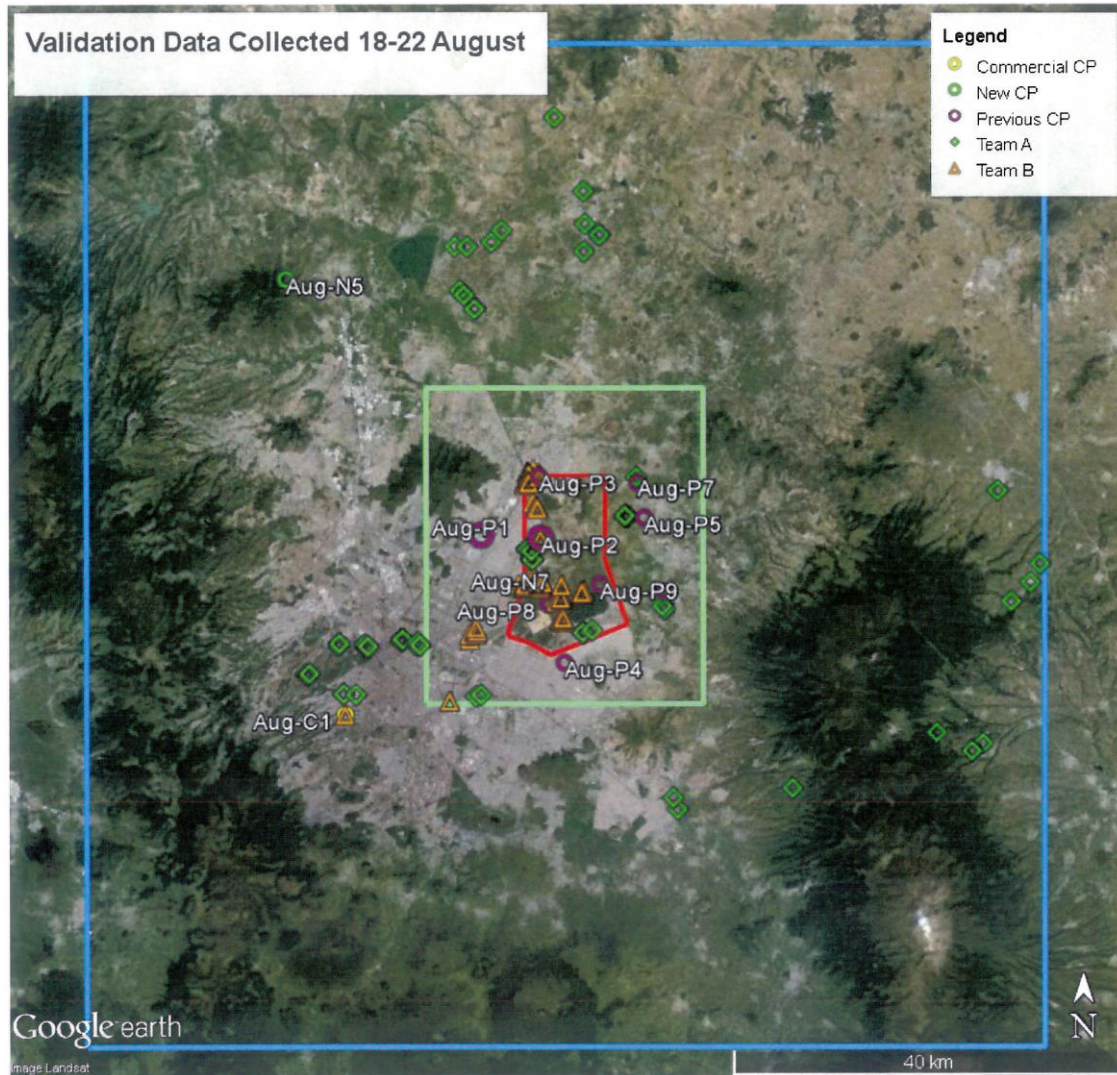 Validation Data Collected 18-22 August
Legend
Commercial CP
New CP
Previous CP
Team A
Team B
Aug-N5
Aug-P3
Aug-P7
Aug-P5
Aug-P1
Aug-P2
Aug-N7
Aug-P9
Aug-P8
Aug-P4
Aug-C1
N
Google earth
Image Landsat
40 km